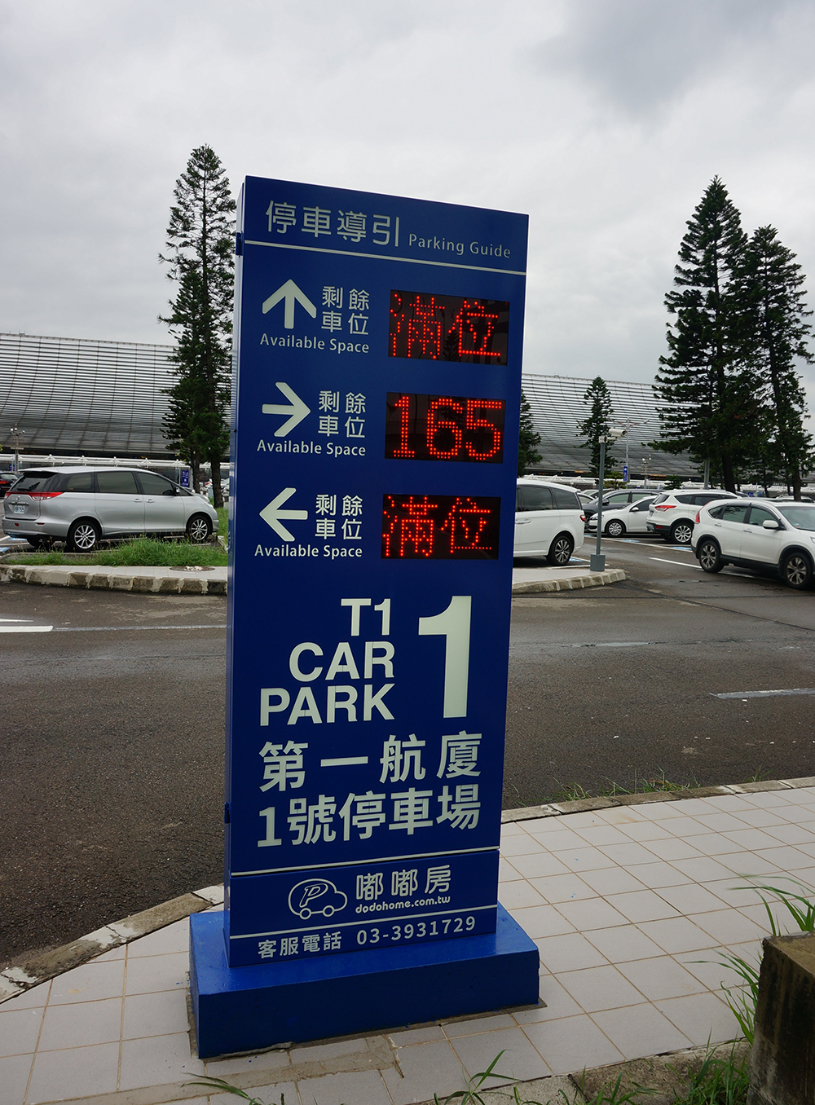 停車導引 Parking Guide
剩餘
車位
Available Space
滿位
剩餘
車位
Available Space
165
剩餘
車位
Available Space
滿位
T1
CAR
PARK
1
第一航廈
1號停車場
P
嘟嘟房
dodohome.com.tw
客服電話 03-3931729